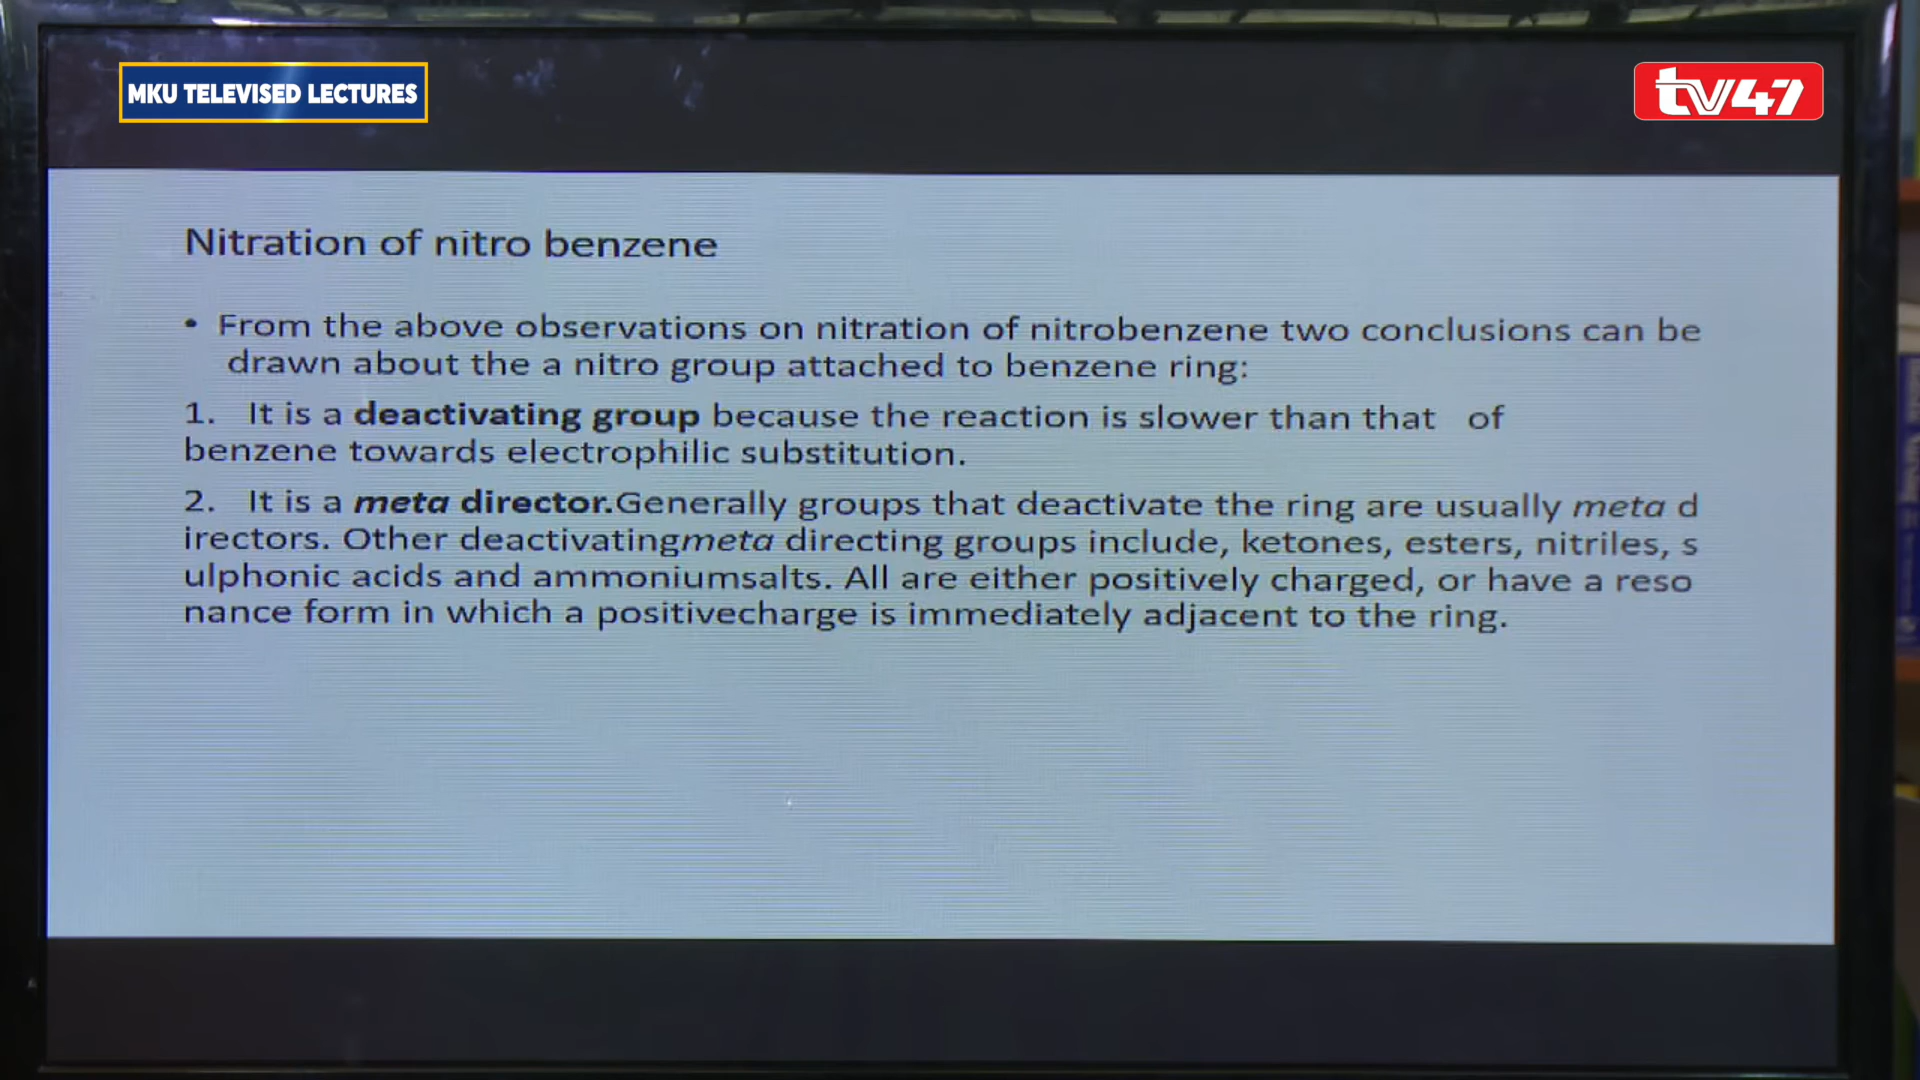 MKU TELEVISED LECTURES
tv47
Nitration of nitro benzene
• From the above observations on nitration of nitrobenzene two conclusions can be
drawn about the a nitro group attached to benzene ring:
1. It is a deactivating group because the reaction is slower than that of
benzene towards electrophilic substitution.
2. It is a meta director.Generally groups that deactivate the ring are usually meta d
irectors. Other deactivatingmeta directing groups include, ketones, esters, nitriles, s
ulphonic acids and ammoniumsalts. All are either positively charged, or have a reso
nance form in which a positivecharge is immediately adjacent to the ring.